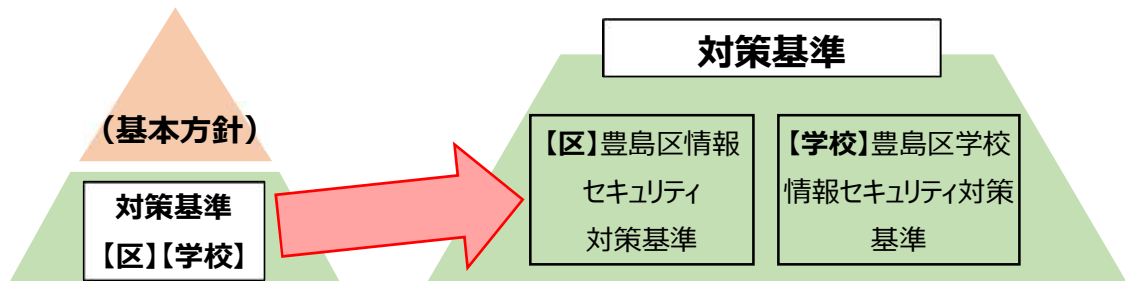 （基本方針）
対策基準
【区】【学校】
対策基準
【区】豊島区情報
セキュリティ
対策基準
【学校】豊島区学校
情報セキュリティ対策
基準